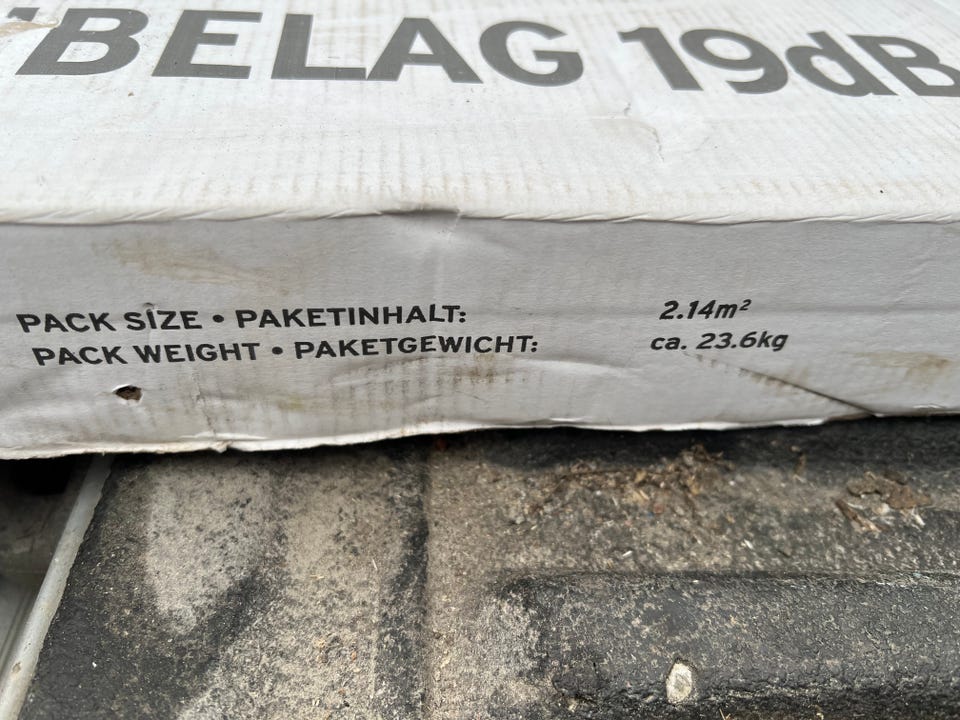 BELAG 19dB
PACK SIZE • PAKETINHALT: 2.14m²
PACK WEIGHT • PAKETGEWICHT: ca. 23.6kg